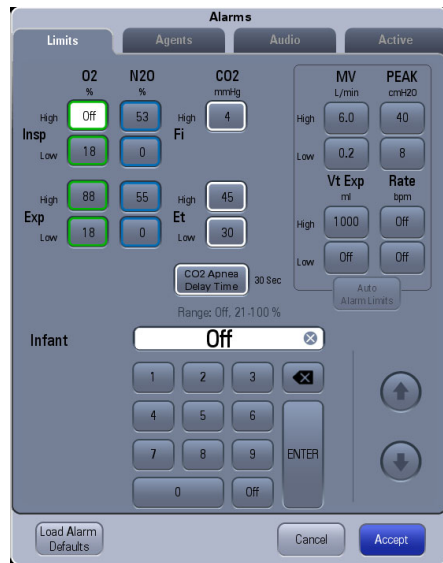 Alarms
Limits Agents Audio Active
O2 N2O CO2 MV PEAK
% % mmHg L/min cmH2O
High Off 53 High 4 High 6.0 40
Insp Fi
Low 18 0 Low 0.2 8
Vt Exp Rate
ml bpm
High 88 55 High 45 High 1000 Off
Exp Et
Low 18 0 Low 30 Low Off Off
CO2 Apnea
Delay Time 30 Sec
Auto
Alarm Limits
Range: Off, 21-100 %
Infant Off
1 2 3
4 5 6
7 8 9 ENTER
0 Off
Load Alarm
Defaults
Cancel Accept